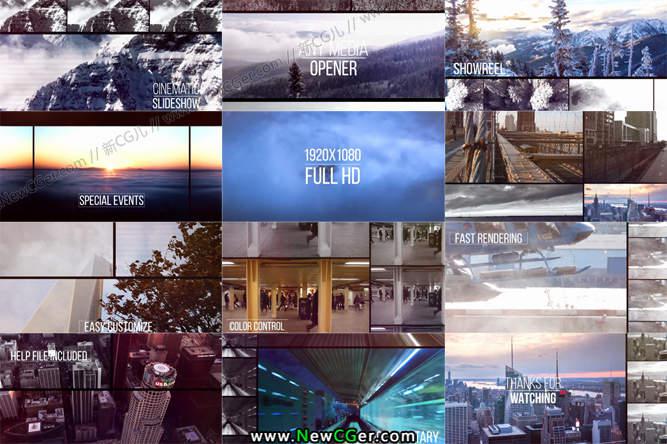 CINEMATIC
SLIDESHOW
ANY MEDIA
OPENER
SHOWREEL
SPECIAL EVENTS
1920X1080
FULL HD
EASY CUSTOMIZE
COLOR CONTROL
FAST RENDERING
HELP FILE INCLUDED
THANKS FOR
WATCHING
NewCGer.com // 新CG儿 // www.NewCGer.com // 新CG儿
www.NewCGer.com